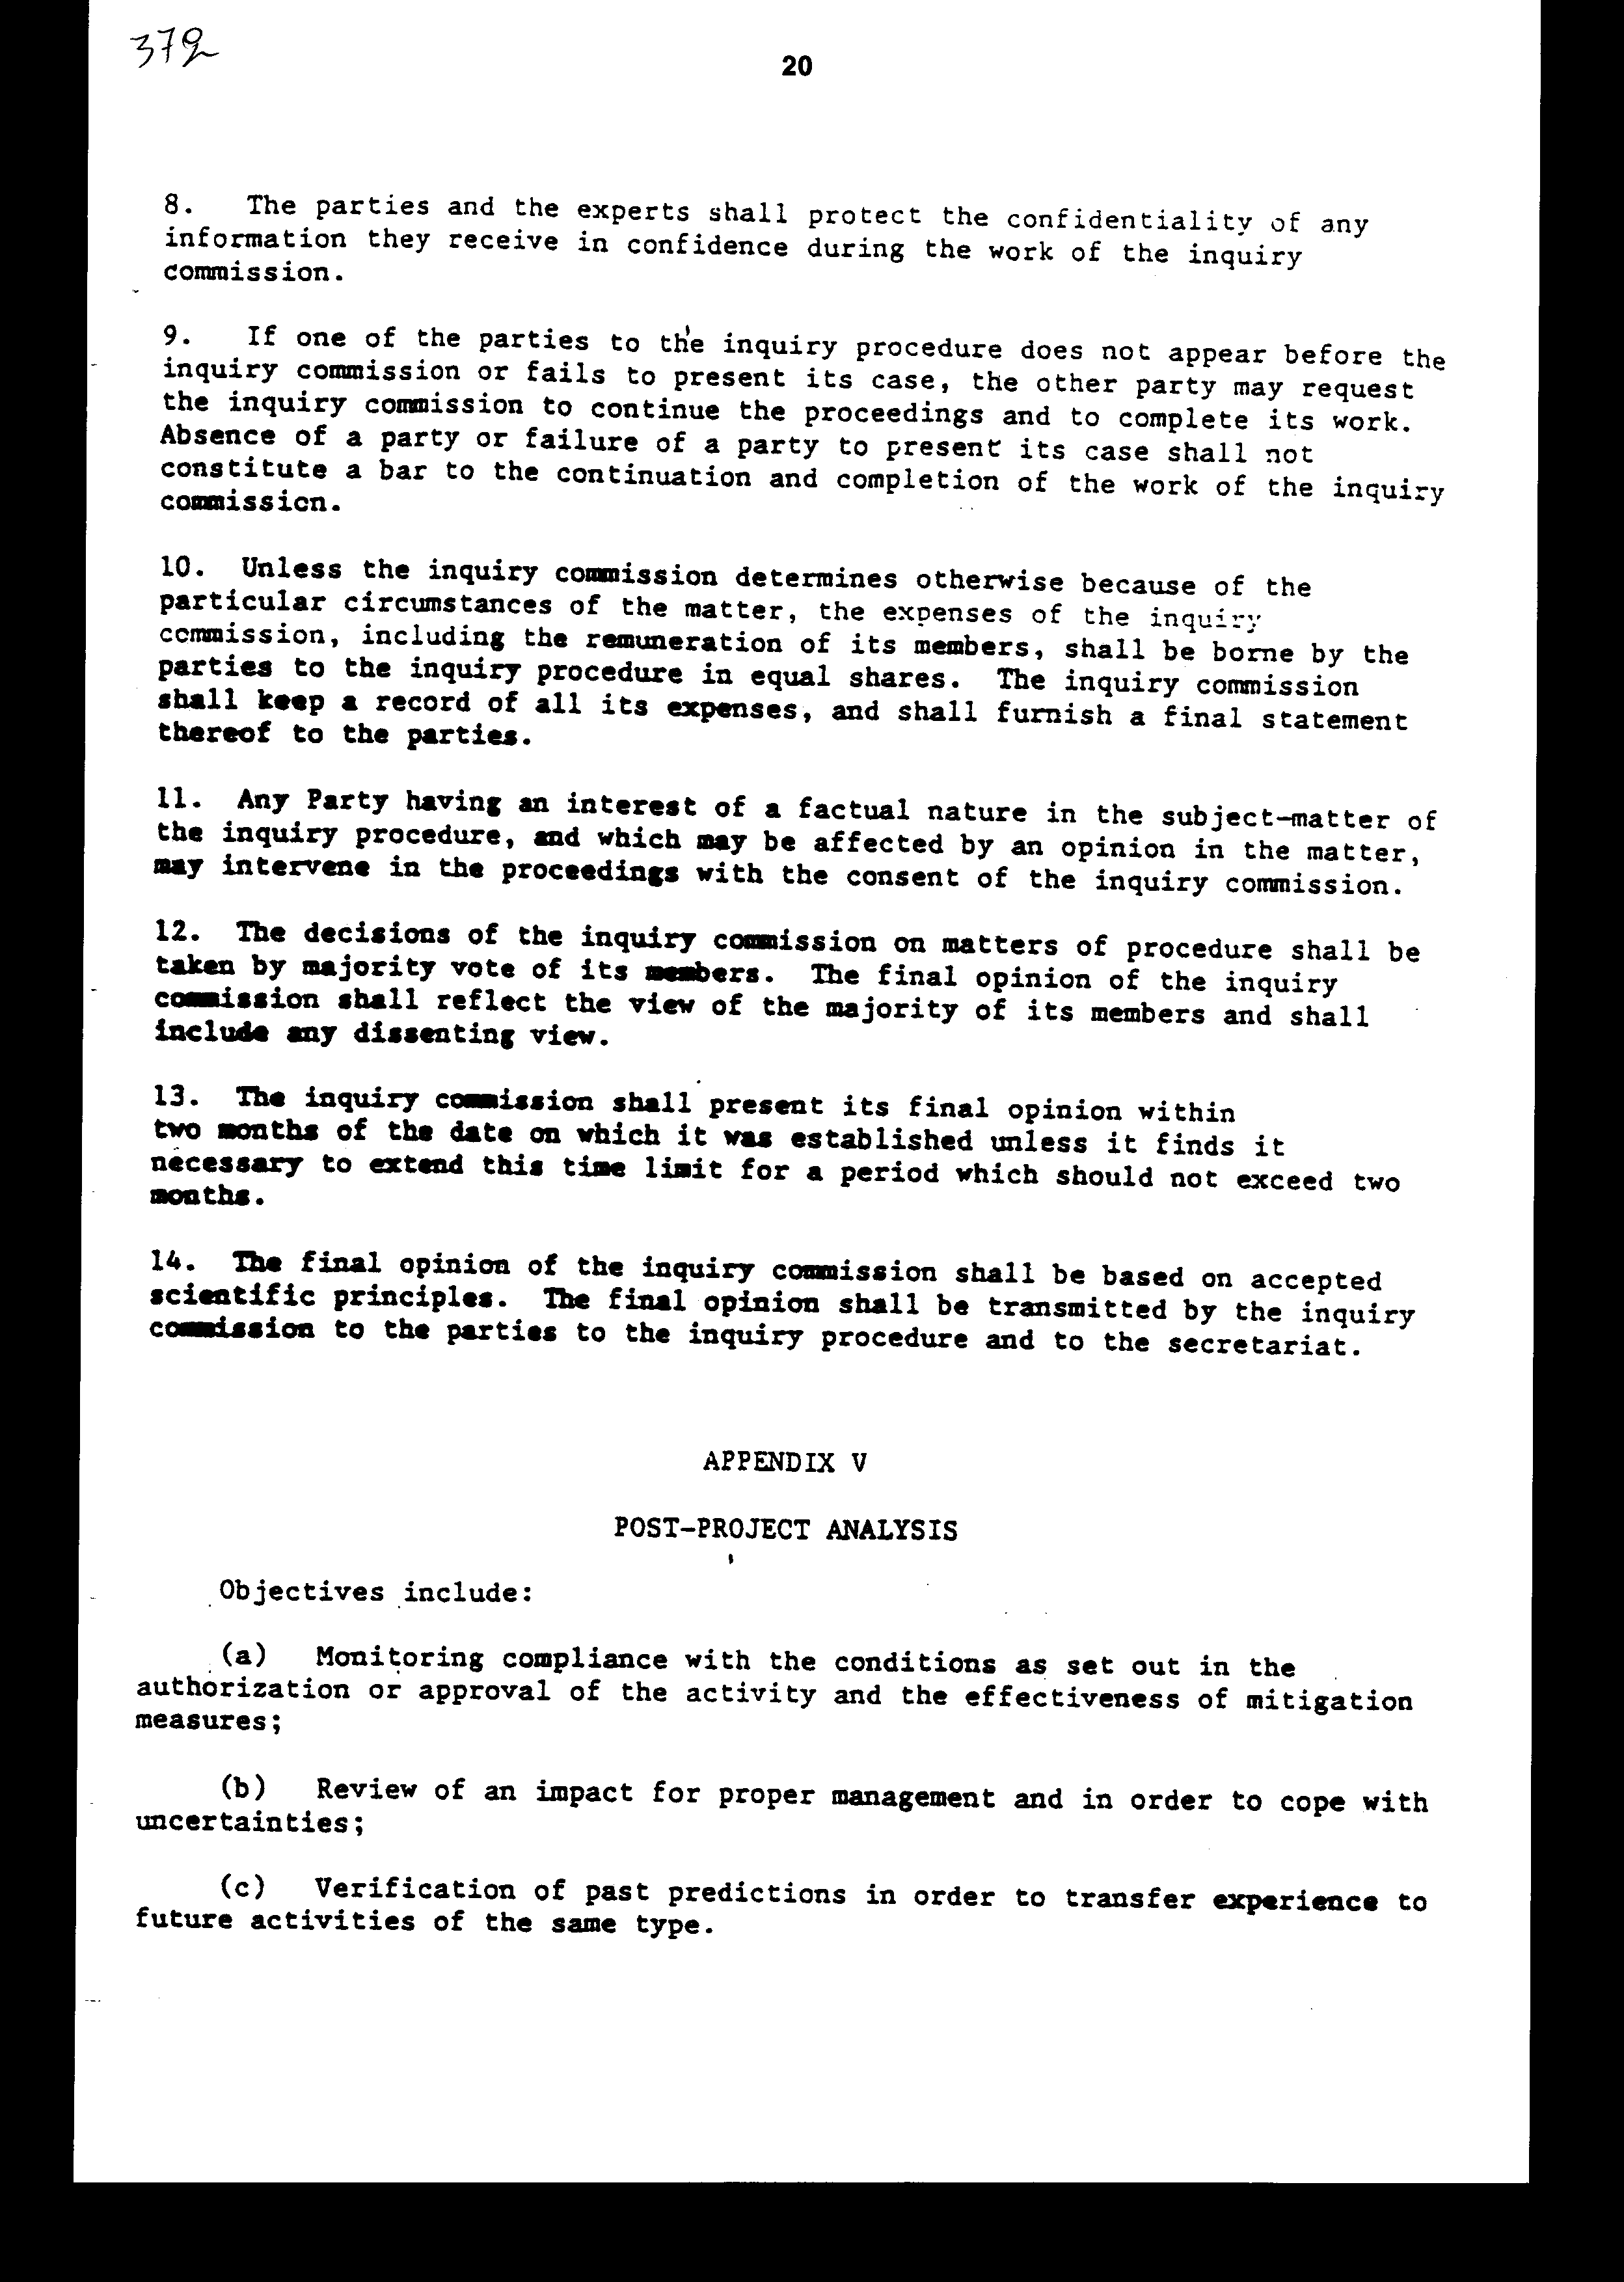 372
20
8. The parties and the experts shall protect the confidentiality of any
information they receive in confidence during the work of the inquiry
commission.
9. If one of the parties to the inquiry procedure does not appear before the
inquiry commission or fails to present its case, the other party may request
the inquiry commission to continue the proceedings and to complete its work.
Absence of a party or failure of a party to present its case shall not
constitute a bar to the continuation and completion of the work of the inquiry
commission.
10. Unless the inquiry commission determines otherwise because of the
particular circumstances of the matter, the expenses of the inquiry
commission, including the remuneration of its members, shall be borne by the
parties to the inquiry procedure in equal shares. The inquiry commission
shall keep a record of all its expenses, and shall furnish a final statement
thereof to the parties.
11. Any Party having an interest of a factual nature in the subject-matter of
the inquiry procedure, and which may be affected by an opinion in the matter,
may intervene in the proceedings with the consent of the inquiry commission.
12. The decisions of the inquiry commission on matters of procedure shall be
taken by majority vote of its members. The final opinion of the inquiry
commission shall reflect the view of the majority of its members and shall
include any dissenting view.
13. The inquiry commission shall present its final opinion within
two months of the date on which it was established unless it finds it
necessary to extend this time limit for a period which should not exceed two
months.
14. The final opinion of the inquiry commission shall be based on accepted
scientific principles. The final opinion shall be transmitted by the inquiry
commission to the parties to the inquiry procedure and to the secretariat.
APPENDIX V
POST-PROJECT ANALYSIS
Objectives include:
(a) Monitoring compliance with the conditions as set out in the
authorization or approval of the activity and the effectiveness of mitigation
measures;
(b) Review of an impact for proper management and in order to cope with
uncertainties;
(c) Verification of past predictions in order to transfer experience to
future activities of the same type.